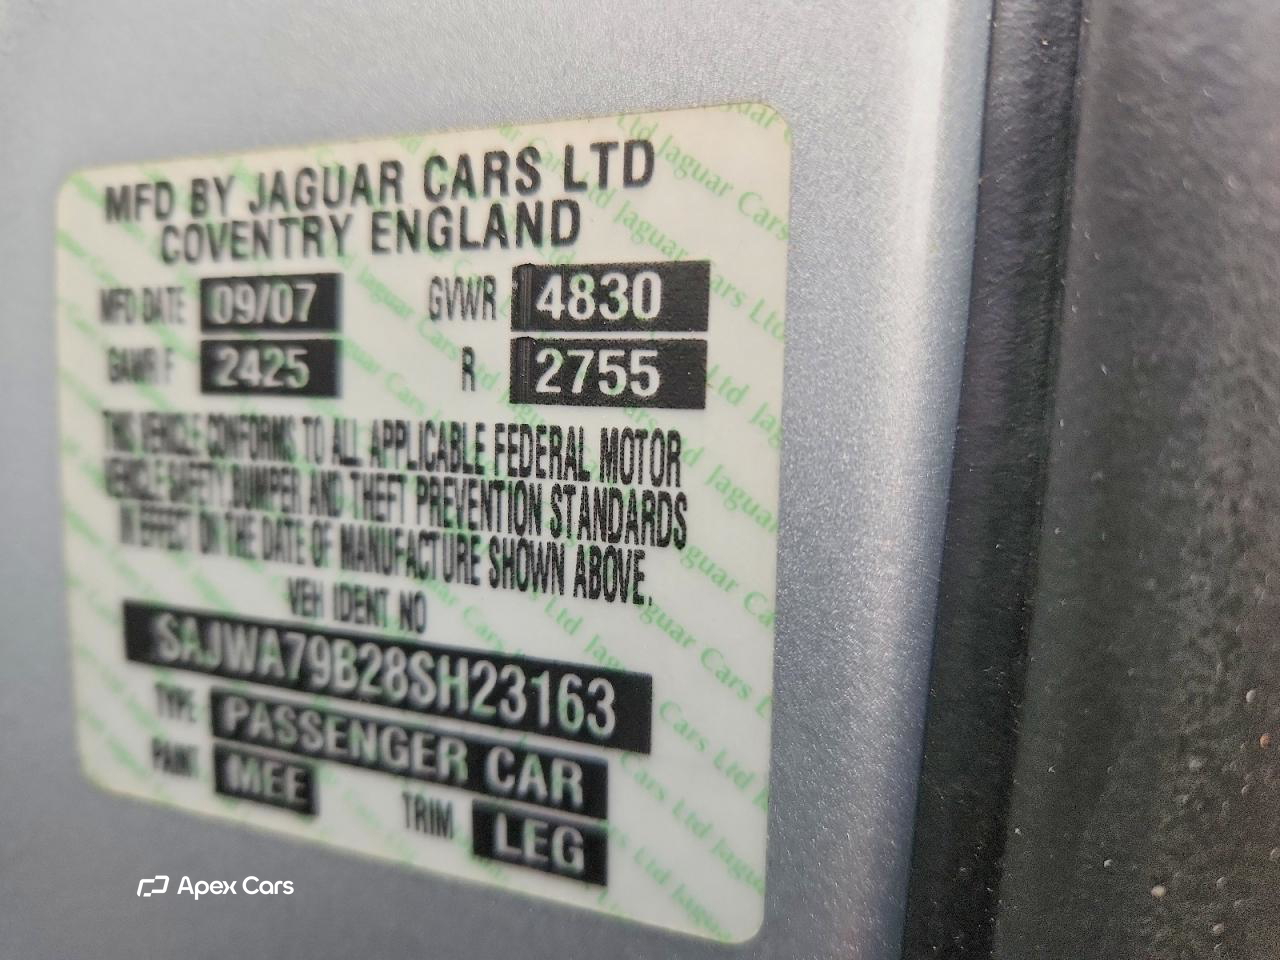 MFD BY JAGUAR CARS LTD
COVENTRY ENGLAND
MFD DATE 09/07 GVWR 4830
GAWR F 2425 R 2755
THIS VEHICLE CONFORMS TO ALL APPLICABLE FEDERAL MOTOR
VEHICLE SAFETY, BUMPER AND THEFT PREVENTION STANDARDS
IN EFFECT ON THE DATE OF MANUFACTURE SHOWN ABOVE.
VEH IDENT NO
SAJWA79B28SH23163
TYPE PASSENGER CAR
PAINT MEE TRIM LEG
Apex Cars